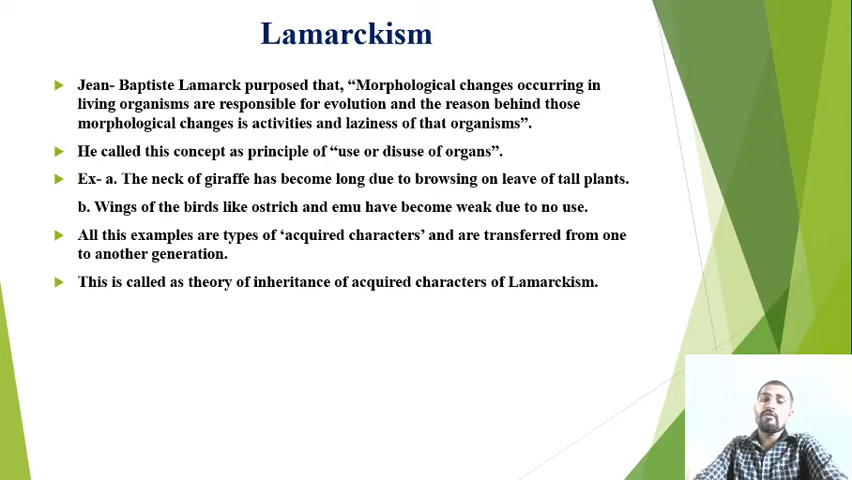 Lamarckism
Jean- Baptiste Lamarck purposed that, “Morphological changes occurring in
living organisms are responsible for evolution and the reason behind those
morphological changes is activities and laziness of that organisms”.
He called this concept as principle of “use or disuse of organs”.
Ex- a. The neck of giraffe has become long due to browsing on leave of tall plants.
b. Wings of the birds like ostrich and emu have become weak due to no use.
All this examples are types of ‘acquired characters’ and are transferred from one
to another generation.
This is called as theory of inheritance of acquired characters of Lamarckism.